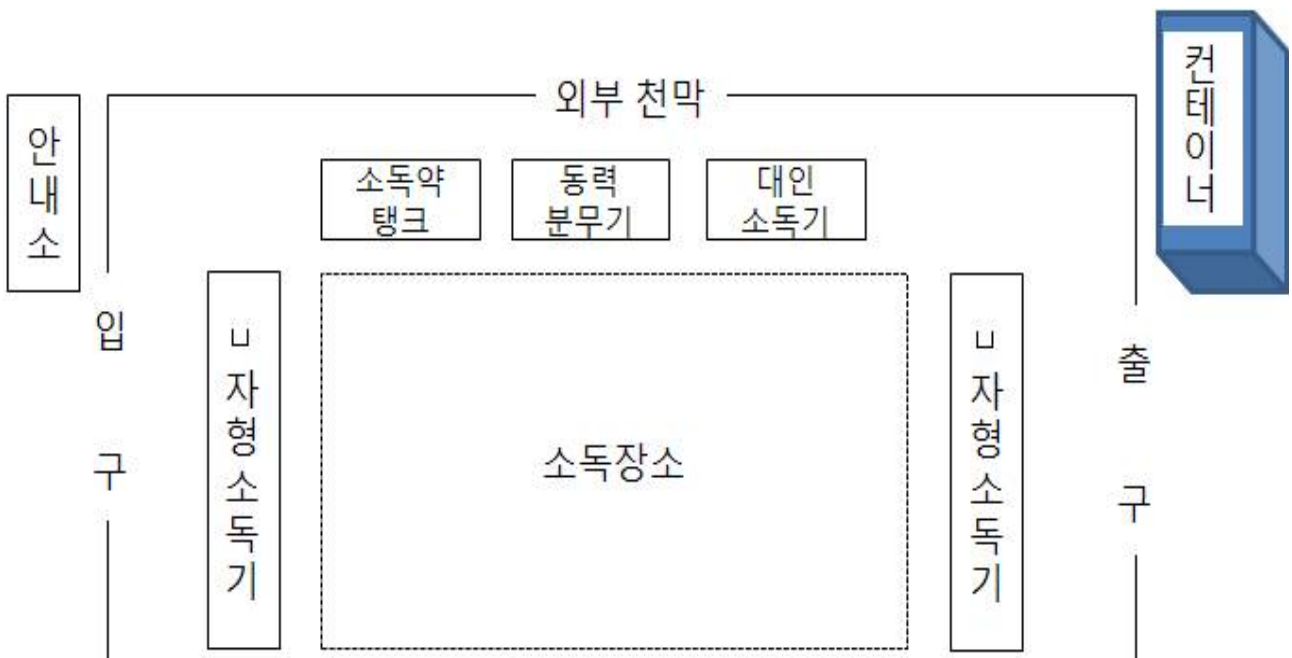 컨테이너
외부 천막
안내소
소독약
탱크
동력
분무기
대인
소독기
입구
ㅂ자형소독기
소독장소
ㅂ자형소독기
출구